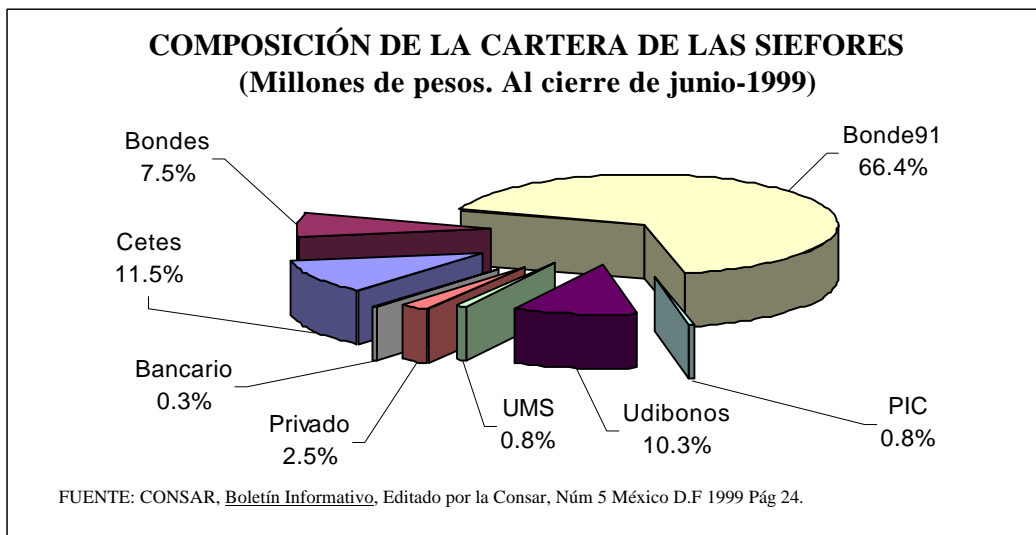 COMPOSICIÓN DE LA CARTERA DE LAS SIEFORES
(Millones de pesos. Al cierre de junio-1999)
Bondes
7.5%
Bonde91
66.4%
Cetes
11.5%
Bancario
0.3%
Privado
2.5%
UMS
0.8%
Udibonos
10.3%
PIC
0.8%
FUENTE: CONSAR, Boletín Informativo, Editado por la Consar, Núm 5 México D.F 1999 Pág 24.